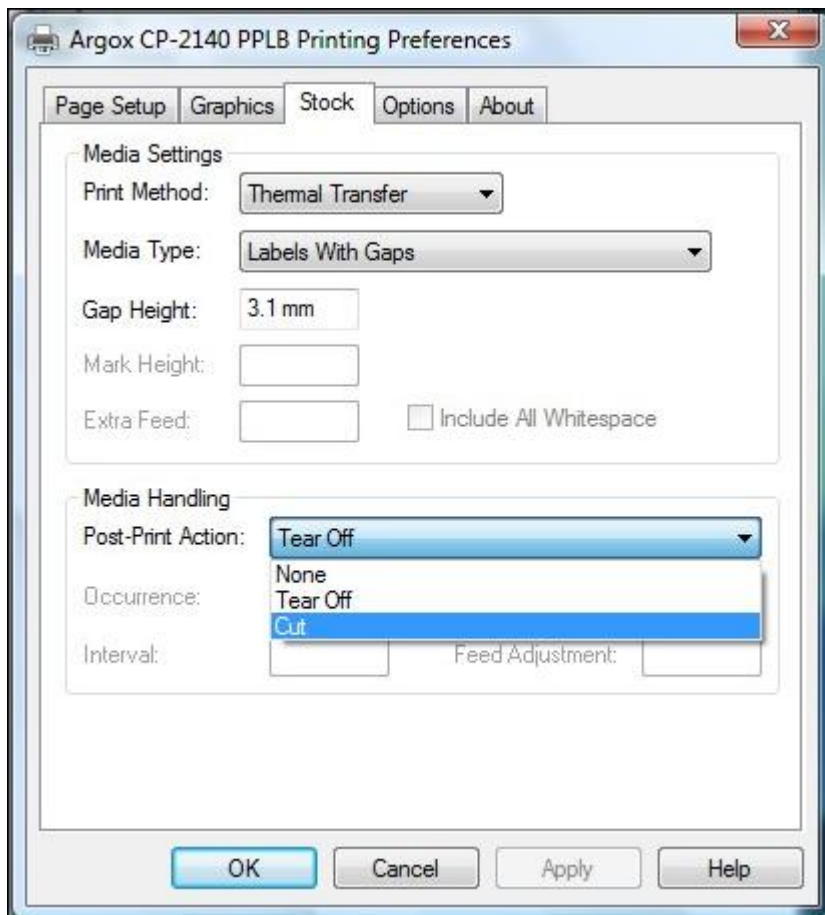 Argox CP-2140 PPLB Printing Preferences
Page Setup Graphics Stock Options About
Media Settings
Print Method: Thermal Transfer
Media Type: Labels With Gaps
Gap Height: 3.1 mm
Mark Height:
Extra Feed: Include All Whitespace
Media Handling
Post-Print Action: Tear Off
None
Occurrence: Tear Off
Cut
Interval: Feed Adjustment:
OK Cancel Apply Help